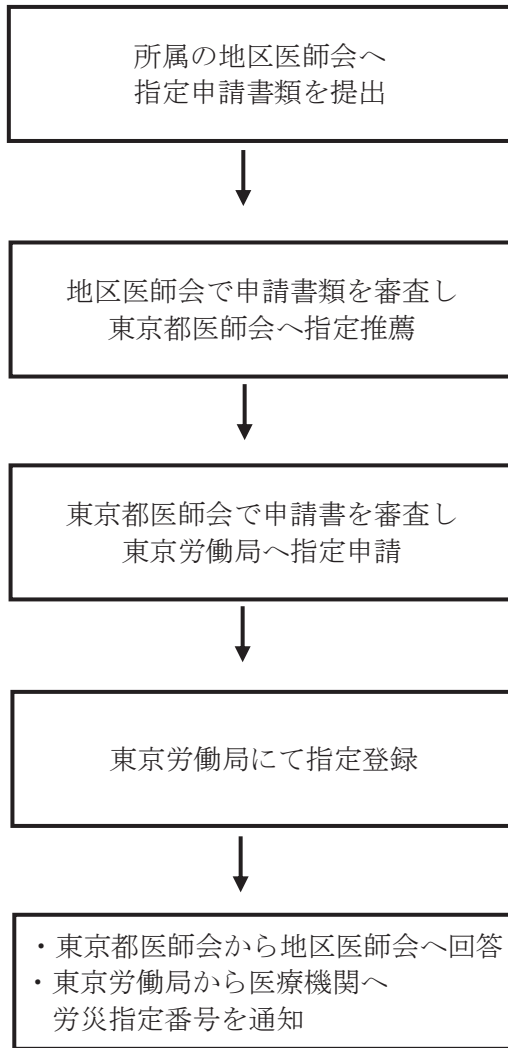 所属の地区医師会へ
指定申請書類を提出
地区医師会で申請書類を審査し
東京都医師会へ指定推薦
東京都医師会で申請書を審査し
東京労働局へ指定申請
東京労働局にて指定登録
・東京都医師会から地区医師会へ回答
・東京労働局から医療機関へ
労災指定番号を通知